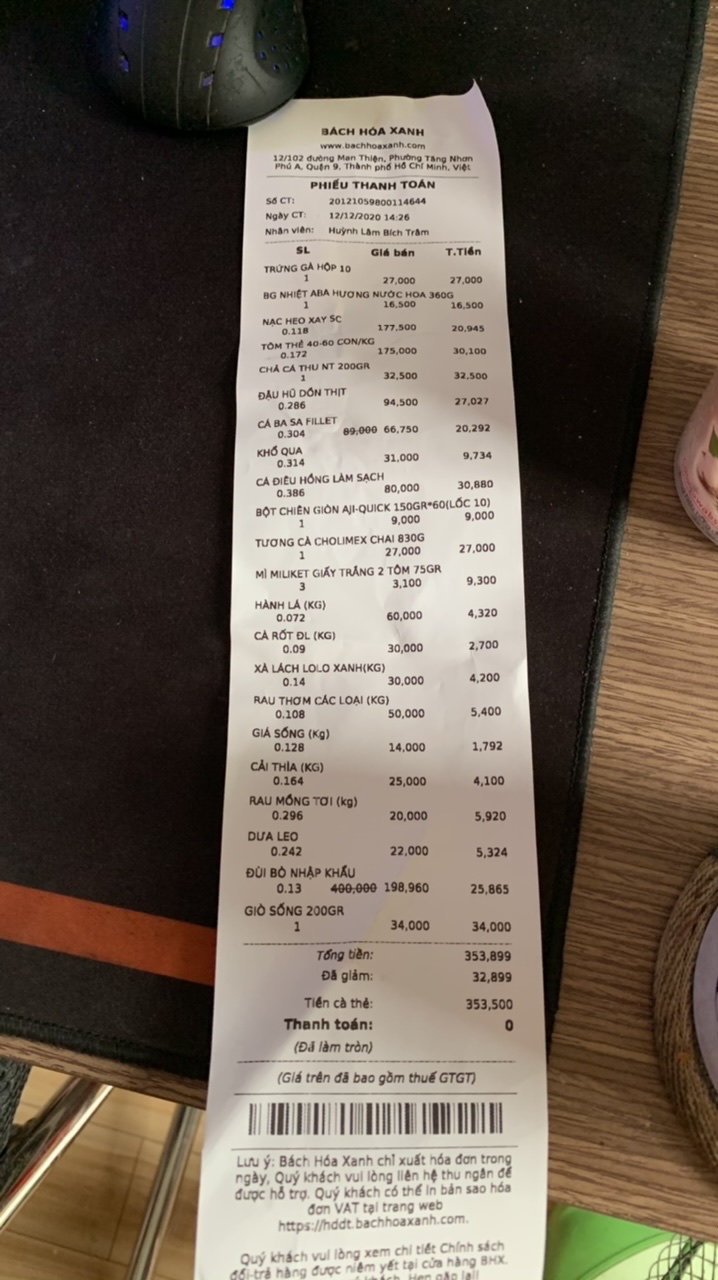 BÁCH HÓA XANH
www.bachhoaxanh.com
12/102 đường Man Thiện, Phường Tăng Nhơn
Phú A, Quận 9, Thành phố Hồ Chí Minh, Việt
PHIẾU THANH TOÁN
Số CT: 20121059800114644
Ngày CT: 12/12/2020 14:26
Nhân viên: Huỳnh Lâm Bích Trâm
SL Giá bán T.Tiền
TRỨNG GÀ HỘP 10
1 27,000 27,000
BG NHIỆT ABA HƯƠNG NƯỚC HOA 360G
1 16,500 16,500
NẠC HEO XAY SC
0.118 177,500 20,945
TÔM THẺ 40-60 CON/KG
0.172 175,000 30,100
CHẢ CÁ THU NT 200GR
1 32,500 32,500
ĐẬU HŨ DỒN THỊT
0.286 94,500 27,027
CÁ BA SA FILLET
0.304 89,000 66,750 20,292
KHỔ QUA
0.314 31,000 9,734
CÁ ĐIÊU HỒNG LÀM SẠCH
0.386 80,000 30,880
BỘT CHIÊN GIÒN AJI-QUICK 150GR*60(LỐC 10)
1 9,000 9,000
TƯƠNG CÀ CHOLIMEX CHAI 830G
1 27,000 27,000
MÌ MILIKET GIẤY TRẮNG 2 TÔM 75GR
3 3,100 9,300
HÀNH LÁ (KG)
0.072 60,000 4,320
CÀ RỐT ĐL (KG)
0.09 30,000 2,700
XÀ LÁCH LOLO XANH(KG)
0.14 30,000 4,200
RAU THƠM CÁC LOẠI (KG)
0.108 50,000 5,400
GIÁ SỐNG (Kg)
0.128 14,000 1,792
CẢI THÌA (KG)
0.164 25,000 4,100
RAU MỒNG TƠI (kg)
0.296 20,000 5,920
DƯA LEO
0.242 22,000 5,324
ĐÙI BÒ NHẬP KHẨU
0.13 400,000 198,960 25,865
GIÒ SỐNG 200GR
1 34,000 34,000
Tổng tiền: 353,899
Đã giảm: 32,899
Tiền cà thẻ: 353,500
Thanh toán: 0
(Đã làm tròn)
(Giá trên đã bao gồm thuế GTGT)
Lưu ý: Bách Hóa Xanh chỉ xuất hóa đơn trong
ngày, Quý khách vui lòng liên hệ thu ngân để
được hỗ trợ. Quý khách có thể in bản sao hóa
đơn VAT tại trang web
https://hddt.bachhoaxanh.com.
Quý khách vui lòng xem chi tiết Chính sách
đổi-trả hàng được niêm yết tại cửa hàng BHX.
khách. Hẹn gặp lại!